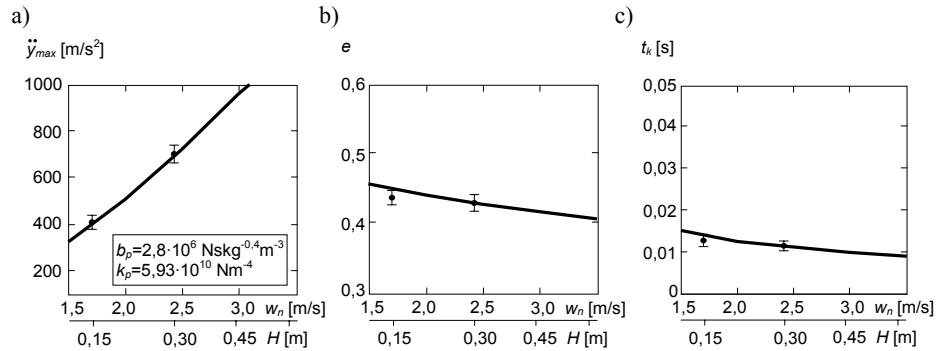 a)
b)
c)
ÿmax [m/s²]
e
tk [s]
1000
800
600
400
200
bp=2,8·10⁶ Nskg⁻⁰,⁴m⁻³
kp=5,93·10¹⁰ Nm⁻⁴
1,5 2,0 2,5 3,0 wn [m/s]
0,15 0,30 0,45 H [m]
0,6
0,5
0,4
0,3
1,5 2,0 2,5 3,0 wn [m/s]
0,15 0,30 0,45 H [m]
0,05
0,04
0,03
0,02
0,01
0
1,5 2,0 2,5 3,0 wn [m/s]
0,15 0,30 0,45 H [m]